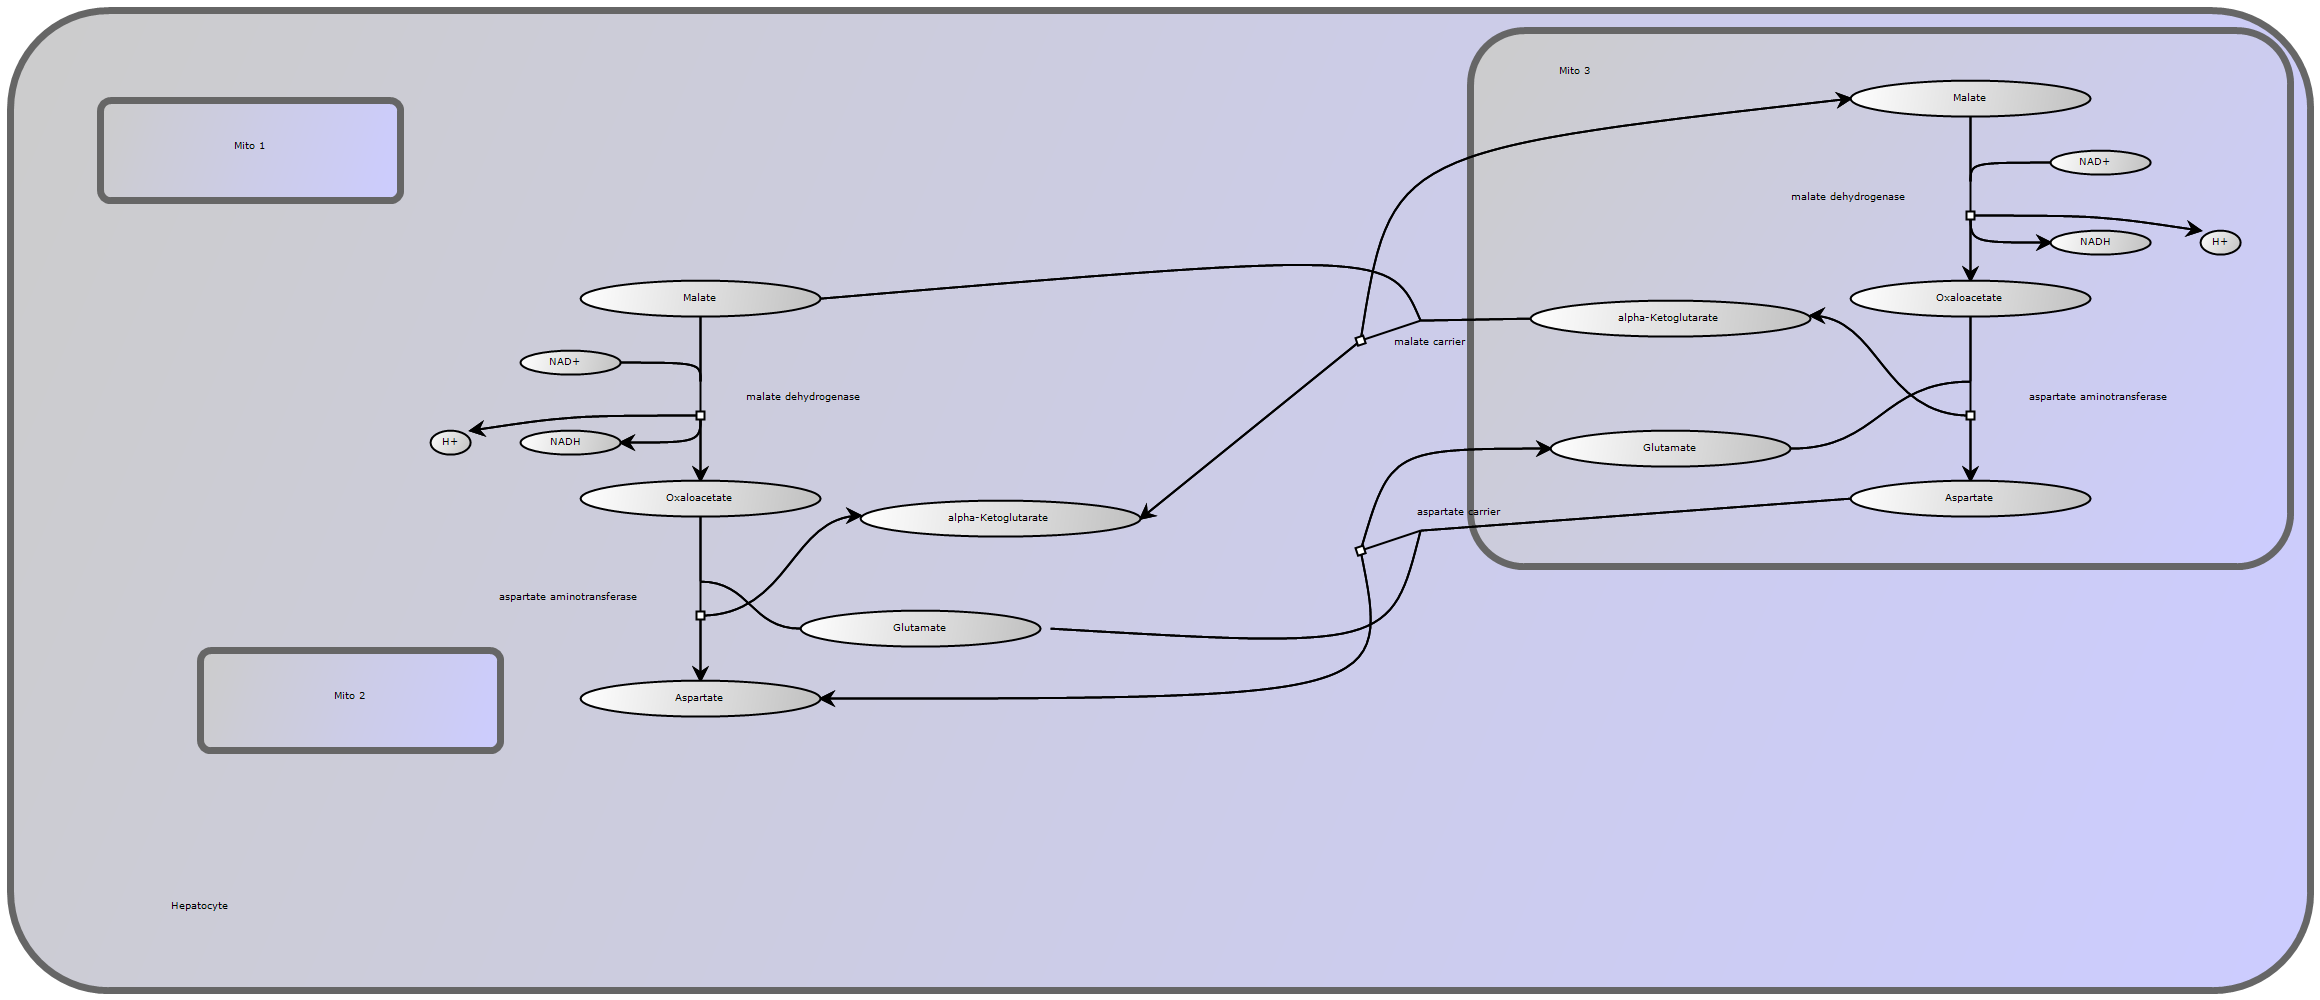 Mito 3
Malate
Mito 1
NAD+
malate dehydrogenase
NADH
H+
Malate
Oxaloacetate
alpha-Ketoglutarate
malate carrier
NAD+
malate dehydrogenase
aspartate aminotransferase
H+
NADH
Glutamate
Oxaloacetate
Aspartate
aspartate carrier
alpha-Ketoglutarate
aspartate aminotransferase
Glutamate
Mito 2
Aspartate
Hepatocyte